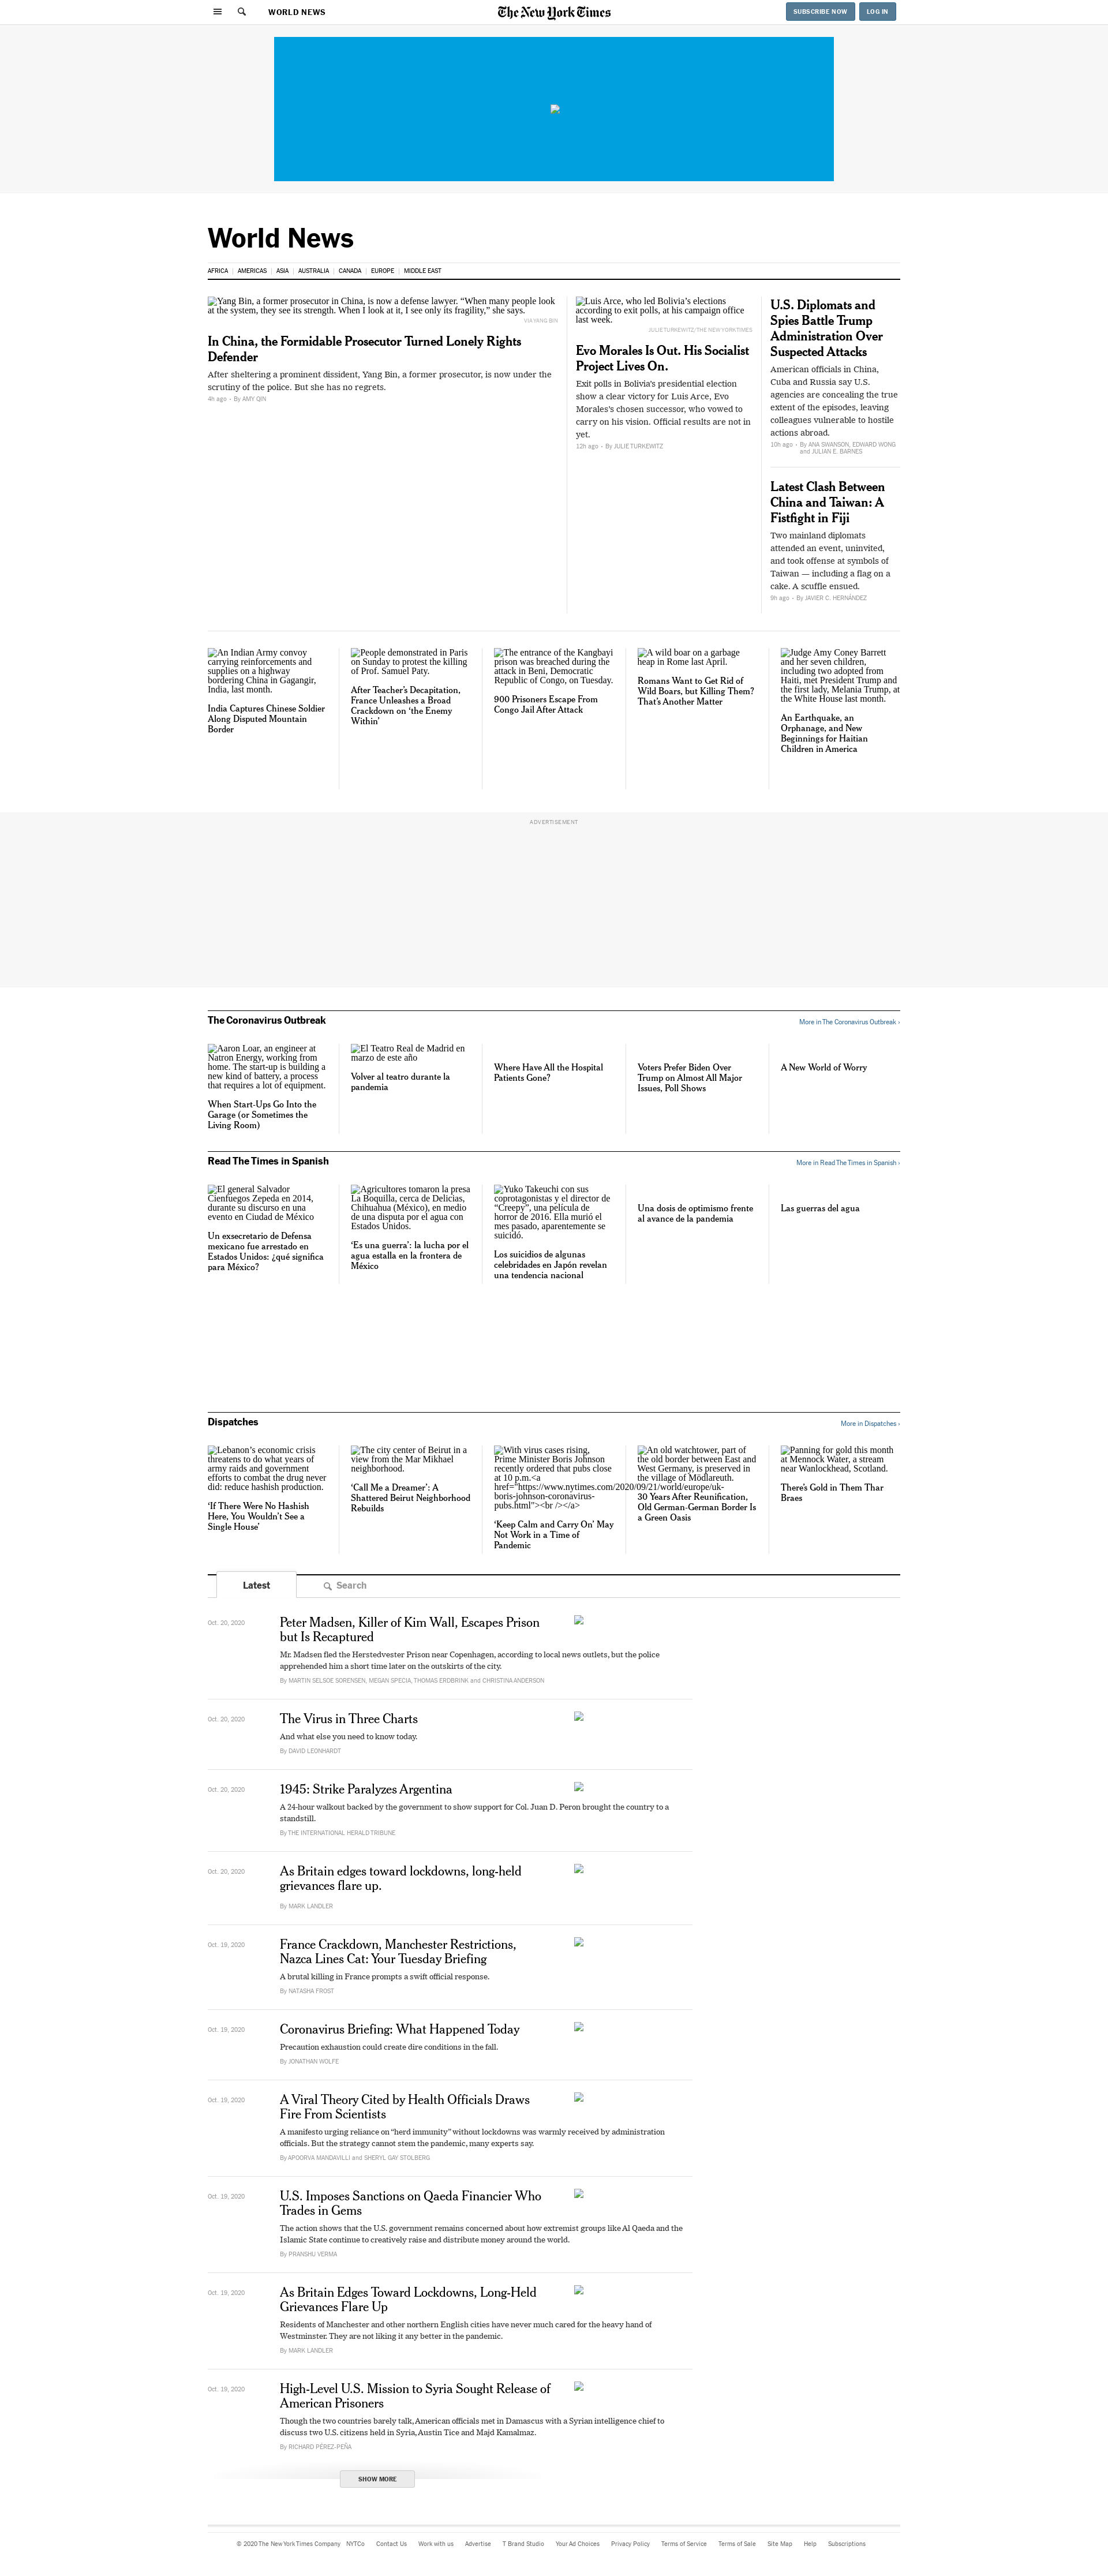 WORLD NEWS
The New York Times
SUBSCRIBE NOW
LOG IN
World News
AFRICA | AMERICAS | ASIA | AUSTRALIA | CANADA | EUROPE | MIDDLE EAST
Yang Bin, a former prosecutor in China, is now a defense lawyer. “When many people look
at the system, they see its strength. When I look at it, I see only its fragility,” she says.
VIA YANG BIN
In China, the Formidable Prosecutor Turned Lonely Rights
Defender
After sheltering a prominent dissident, Yang Bin, a former prosecutor, is now under the
scrutiny of the police. But she has no regrets.
4h ago - By AMY QIN
Luis Arce, who led Bolivia’s elections
according to exit polls, at his campaign office
last week.
JULIE TURKEWITZ/THE NEW YORK TIMES
Evo Morales Is Out. His Socialist
Project Lives On.
Exit polls in Bolivia’s presidential election
show a clear victory for Luis Arce, Evo
Morales’s chosen successor, who vowed to
carry on his vision. Official results are not in
yet.
12h ago - By JULIE TURKEWITZ
U.S. Diplomats and
Spies Battle Trump
Administration Over
Suspected Attacks
American officials in China,
Cuba and Russia say U.S.
agencies are concealing the true
extent of the episodes, leaving
colleagues vulnerable to hostile
actions abroad.
10h ago - By ANA SWANSON, EDWARD WONG
and JULIAN E. BARNES
Latest Clash Between
China and Taiwan: A
Fistfight in Fiji
Two mainland diplomats
attended an event, uninvited,
and took offense at symbols of
Taiwan — including a flag on a
cake. A scuffle ensued.
9h ago - By JAVIER C. HERNÁNDEZ
An Indian Army convoy
carrying reinforcements and
supplies on a highway
bordering China in Gagangir,
India, last month.
India Captures Chinese Soldier
Along Disputed Mountain
Border
People demonstrated in Paris
on Sunday to protest the killing
of Prof. Samuel Paty.
After Teacher’s Decapitation,
France Unleashes a Broad
Crackdown on ‘the Enemy
Within’
The entrance of the Kangbayi
prison was breached during the
attack in Beni, Democratic
Republic of Congo, on Tuesday.
900 Prisoners Escape From
Congo Jail After Attack
A wild boar on a garbage
heap in Rome last April.
Romans Want to Get Rid of
Wild Boars, but Killing Them?
That’s Another Matter
Judge Amy Coney Barrett
and her seven children,
including two adopted from
Haiti, met President Trump and
the first lady, Melania Trump, at
the White House last month.
An Earthquake, an
Orphanage, and New
Beginnings for Haitian
Children in America
ADVERTISEMENT
The Coronavirus Outbreak
More in The Coronavirus Outbreak ›
Aaron Loar, an engineer at
Natron Energy, working from
home. The start-up is building a
new kind of battery, a process
that requires a lot of equipment.
When Start-Ups Go Into the
Garage (or Sometimes the
Living Room)
El Teatro Real de Madrid en
marzo de este año
Volver al teatro durante la
pandemia
Where Have All the Hospital
Patients Gone?
Voters Prefer Biden Over
Trump on Almost All Major
Issues, Poll Shows
A New World of Worry
Read The Times in Spanish
More in Read The Times in Spanish ›
El general Salvador
Cienfuegos Zepeda en 2014,
durante su discurso en una
evento en Ciudad de México
Un exsecretario de Defensa
mexicano fue arrestado en
Estados Unidos: ¿qué significa
para México?
Agricultores tomaron la presa
La Boquilla, cerca de Delicias,
Chihuahua (México), en medio
de una disputa por el agua con
Estados Unidos.
‘Es una guerra’: la lucha por el
agua estalla en la frontera de
México
Yuko Takeuchi con sus
coprotagonistas y el director de
“Creepy”, una película de
horror de 2016. Ella murió el
mes pasado, aparentemente se
suicidó.
Los suicidios de algunas
celebridades en Japón revelan
una tendencia nacional
Una dosis de optimismo frente
al avance de la pandemia
Las guerras del agua
Dispatches
More in Dispatches ›
Lebanon’s economic crisis
threatens to do what years of
army raids and government
efforts to combat the drug never
did: reduce hashish production.
‘If There Were No Hashish
Here, You Wouldn’t See a
Single House’
The city center of Beirut in a
view from the Mar Mikhael
neighborhood.
‘Call Me a Dreamer’: A
Shattered Beirut Neighborhood
Rebuilds
With virus cases rising,
Prime Minister Boris Johnson
recently ordered that pubs close
at 10 p.m.<a
href="https://www.nytimes.com/2020/09/21/world/europe/uk-
boris-johnson-coronavirus-
pubs.html"><br /></a>
‘Keep Calm and Carry On’ May
Not Work in a Time of
Pandemic
An old watchtower, part of
the old border between East and
West Germany, is preserved in
the village of Mödlareuth.
30 Years After Reunification,
Old German-German Border Is
a Green Oasis
Panning for gold this month
at Mennock Water, a stream
near Wanlockhead, Scotland.
There’s Gold in Them Thar
Braes
Latest
Search
Oct. 20, 2020
Peter Madsen, Killer of Kim Wall, Escapes Prison
but Is Recaptured
Mr. Madsen fled the Herstedvester Prison near Copenhagen, according to local news outlets, but the police
apprehended him a short time later on the outskirts of the city.
By MARTIN SELSOE SORENSEN, MEGAN SPECIA, THOMAS ERDBRINK and CHRISTINA ANDERSON
Oct. 20, 2020
The Virus in Three Charts
And what else you need to know today.
By DAVID LEONHARDT
Oct. 20, 2020
1945: Strike Paralyzes Argentina
A 24-hour walkout backed by the government to show support for Col. Juan D. Peron brought the country to a
standstill.
By THE INTERNATIONAL HERALD TRIBUNE
Oct. 20, 2020
As Britain edges toward lockdowns, long-held
grievances flare up.
By MARK LANDLER
Oct. 19, 2020
France Crackdown, Manchester Restrictions,
Nazca Lines Cat: Your Tuesday Briefing
A brutal killing in France prompts a swift official response.
By NATASHA FROST
Oct. 19, 2020
Coronavirus Briefing: What Happened Today
Precaution exhaustion could create dire conditions in the fall.
By JONATHAN WOLFE
Oct. 19, 2020
A Viral Theory Cited by Health Officials Draws
Fire From Scientists
A manifesto urging reliance on “herd immunity” without lockdowns was warmly received by administration
officials. But the strategy cannot stem the pandemic, many experts say.
By APOORVA MANDAVILLI and SHERYL GAY STOLBERG
Oct. 19, 2020
U.S. Imposes Sanctions on Qaeda Financier Who
Trades in Gems
The action shows that the U.S. government remains concerned about how extremist groups like Al Qaeda and the
Islamic State continue to creatively raise and distribute money around the world.
By PRANSHU VERMA
Oct. 19, 2020
As Britain Edges Toward Lockdowns, Long-Held
Grievances Flare Up
Residents of Manchester and other northern English cities have never much cared for the heavy hand of
Westminster. They are not liking it any better in the pandemic.
By MARK LANDLER
Oct. 19, 2020
High-Level U.S. Mission to Syria Sought Release of
American Prisoners
Though the two countries barely talk, American officials met in Damascus with a Syrian intelligence chief to
discuss two U.S. citizens held in Syria, Austin Tice and Majd Kamalmaz.
By RICHARD PÉREZ-PEÑA
SHOW MORE
© 2020 The New York Times Company NYTCo Contact Us Work with us Advertise T Brand Studio Your Ad Choices Privacy Policy Terms of Service Terms of Sale Site Map Help Subscriptions